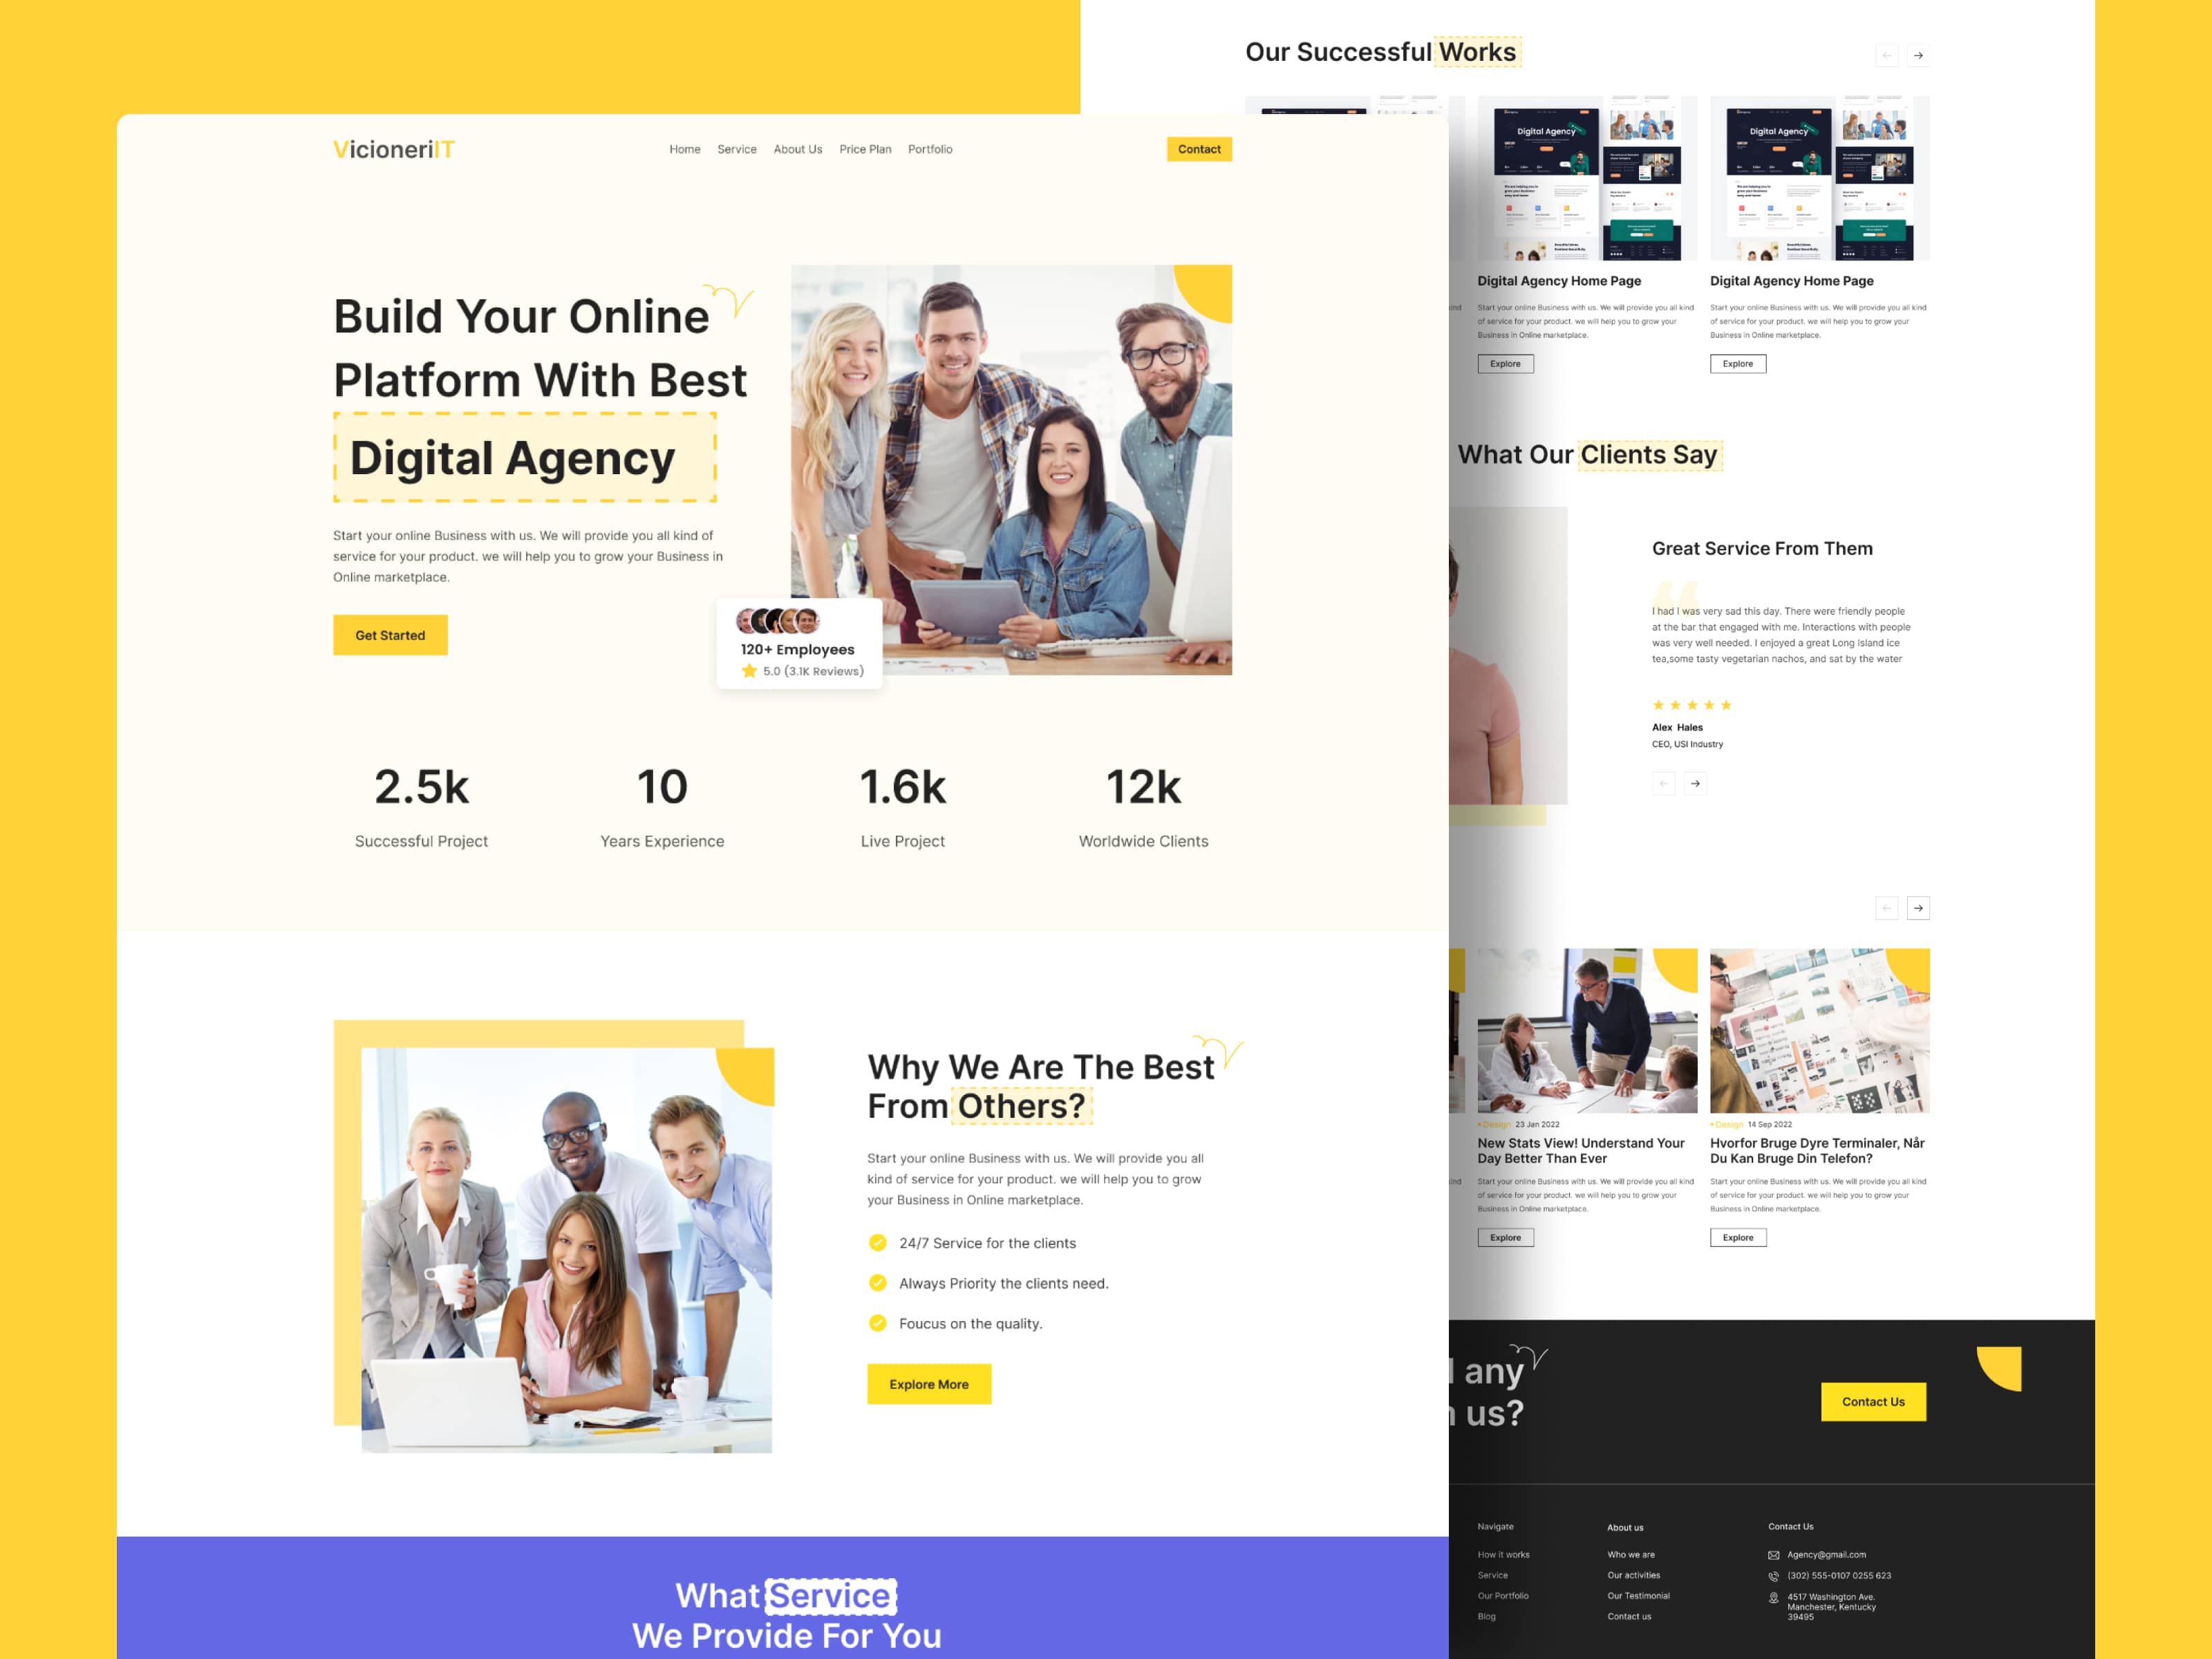 VicioneriIT
Home Service About Us Price Plan Portfolio
Contact
Build Your Online
Platform With Best
Digital Agency
Start your online Business with us. We will provide you all kind of
service for your product. we will help you to grow your Business in
Online marketplace.
Get Started
120+ Employees
5.0 (3.1K Reviews)
2.5k
Successful Project
10
Years Experience
1.6k
Live Project
12k
Worldwide Clients
Why We Are The Best
From Others?
Start your online Business with us. We will provide you all
kind of service for your product. we will help you to grow
your Business in Online marketplace.
24/7 Service for the clients
Always Priority the clients need.
Foucus on the quality.
Explore More
What Service
We Provide For You
Our Successful Works
Digital Agency
Digital Agency Home Page
Start your online Business with us. We will provide you all kind
of service for your product. we will help you to grow your
Business in Online marketplace.
Explore
Digital Agency
Digital Agency Home Page
Start your online Business with us. We will provide you all kind
of service for your product. we will help you to grow your
Business in Online marketplace.
Explore
What Our Clients Say
Great Service From Them
I had I was very sad this day. There were friendly people
at the bar that engaged with me. Interactions with people
was very well needed. I enjoyed a great Long island ice
tea,some tasty vegetarian nachos, and sat by the water
Alex Hales
CEO, USI Industry
Design 23 Jan 2022
New Stats View! Understand Your
Day Better Than Ever
Start your online Business with us. We will provide you all kind
of service for your product. we will help you to grow your
Business in Online marketplace.
Explore
Design 14 Sep 2022
Hvorfor Bruge Dyre Terminaler, Når
Du Kan Bruge Din Telefon?
Start your online Business with us. We will provide you all kind
of service for your product. we will help you to grow your
Business in Online marketplace.
Explore
any
us?
Contact Us
Navigate
How it works
Service
Our Portfolio
Blog
About us
Who we are
Our activities
Our Testimonial
Contact us
Contact Us
Agency@gmail.com
(302) 555-0107 0255 623
4517 Washington Ave.
Manchester, Kentucky
39495